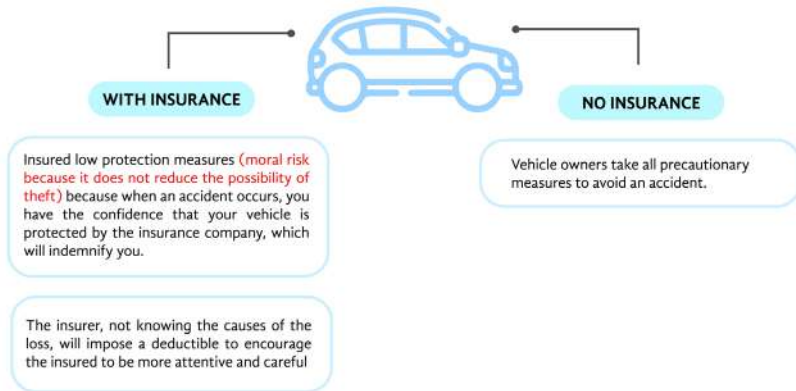 WITH INSURANCE
Insured low protection measures (moral risk
because it does not reduce the possibility of
theft) because when an accident occurs, you
have the confidence that your vehicle is
protected by the insurance company, which
will indemnify you.
The insurer, not knowing the causes of the
loss, will impose a deductible to encourage
the insured to be more attentive and careful
NO INSURANCE
Vehicle owners take all precautionary
measures to avoid an accident.